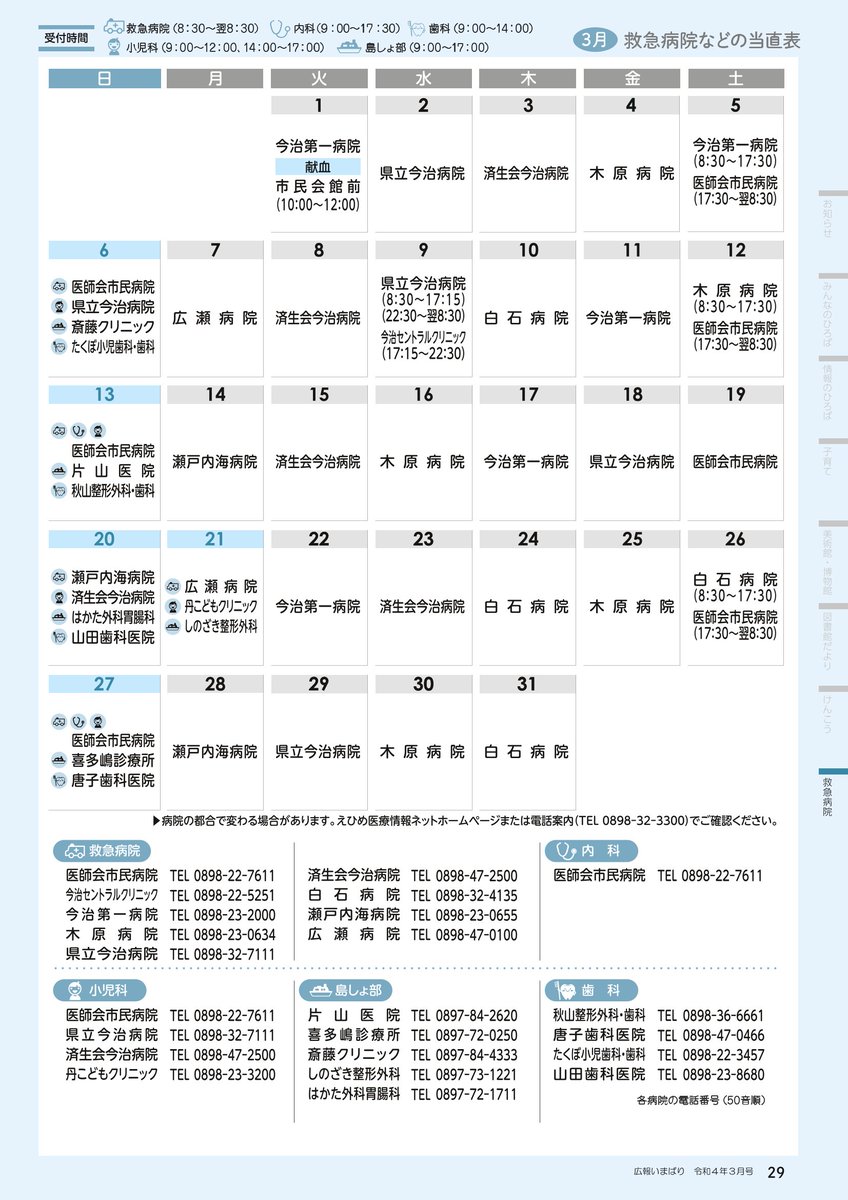 受付時間
救急病院（8：30～翌8：30） 内科（9：00～17：30） 歯科（9：00～14：00）
小児科（9：00～12：00、14：00～17：00） 島しょ部（9：00～17：00）
3月 救急病院などの当直表
日 月 火 水 木 金 土
1
今治第一病院
献血
市民会館前
(10:00～12:00)
2
県立今治病院
3
済生会今治病院
4
木原病院
5
今治第一病院
(8:30～17:30)
医師会市民病院
(17:30～翌8:30)
6
医師会市民病院
県立今治病院
斎藤クリニック
たくぼ小児歯科・歯科
7
広瀬病院
8
済生会今治病院
9
県立今治病院
(8:30～17:15)
(22:30～翌8:30)
今治セントラルクリニック
(17:15～22:30)
10
白石病院
11
今治第一病院
12
木原病院
(8:30～17:30)
医師会市民病院
(17:30～翌8:30)
13
医師会市民病院
片山医院
秋山整形外科・歯科
14
瀬戸内海病院
15
済生会今治病院
16
木原病院
17
今治第一病院
18
県立今治病院
19
医師会市民病院
20
瀬戸内海病院
済生会今治病院
はかた外科胃腸科
山田歯科医院
21
広瀬病院
丹こどもクリニック
しのざき整形外科
22
今治第一病院
23
済生会今治病院
24
白石病院
25
木原病院
26
白石病院
(8:30～17:30)
医師会市民病院
(17:30～翌8:30)
27
医師会市民病院
喜多嶋診療所
唐子歯科医院
28
瀬戸内海病院
29
県立今治病院
30
木原病院
31
白石病院
▶病院の都合で変わる場合があります。えひめ医療情報ネットホームページまたは電話案内（TEL 0898-32-3300）でご確認ください。
救急病院
医師会市民病院 TEL 0898-22-7611
今治セントラルクリニック TEL 0898-22-5251
今治第一病院 TEL 0898-23-2000
木原病院 TEL 0898-23-0634
県立今治病院 TEL 0898-32-7111
済生会今治病院 TEL 0898-47-2500
白石病院 TEL 0898-32-4135
瀬戸内海病院 TEL 0898-23-0655
広瀬病院 TEL 0898-47-0100
内科
医師会市民病院 TEL 0898-22-7611
小児科
医師会市民病院 TEL 0898-22-7611
県立今治病院 TEL 0898-32-7111
済生会今治病院 TEL 0898-47-2500
丹こどもクリニック TEL 0898-23-3200
島しょ部
片山医院 TEL 0897-84-2620
喜多嶋診療所 TEL 0897-72-0250
斎藤クリニック TEL 0897-84-4333
しのざき整形外科 TEL 0897-73-1221
はかた外科胃腸科 TEL 0897-72-1711
歯科
秋山整形外科・歯科 TEL 0898-36-6661
唐子歯科医院 TEL 0898-47-0466
たくぼ小児歯科・歯科 TEL 0898-22-3457
山田歯科医院 TEL 0898-23-8680
各病院の電話番号（50音順）
お知らせ
みんなのひろば
情報のひろば
子育て
美術館・博物館
図書館だより
けんこう
救急病院
広報いまばり 令和4年3月号 29